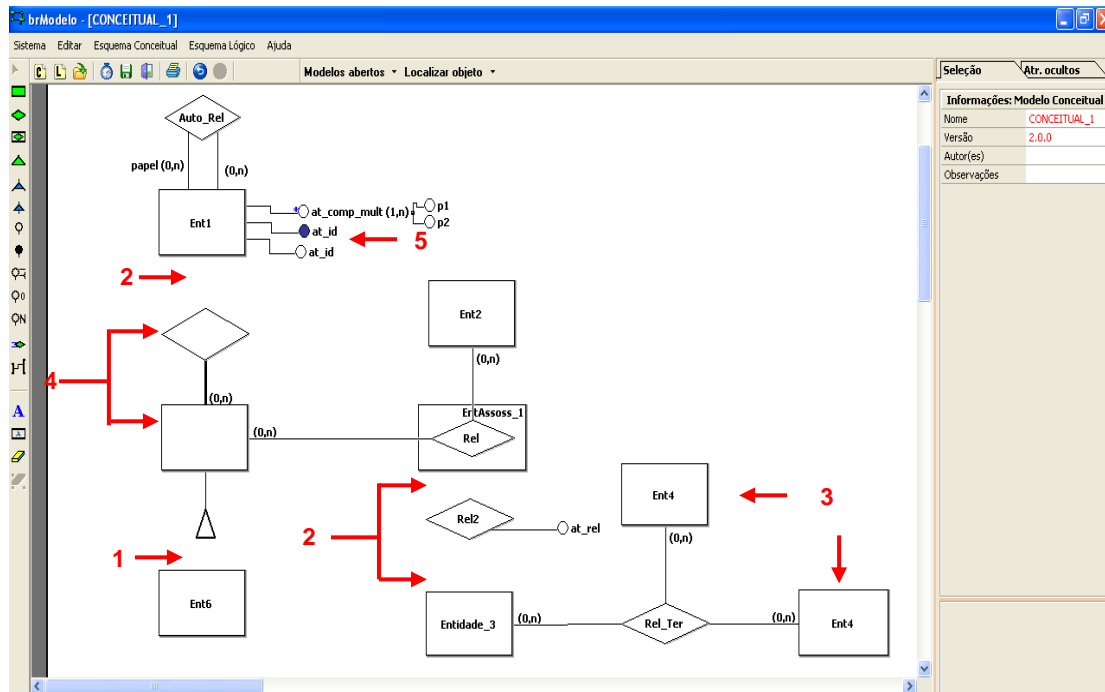 brModelo - [CONCEITUAL_1]
Sistema Editar Esquema Conceitual Esquema Lógico Ajuda
Modelos abertos Localizar objeto
Seleção Atr. ocultos
Informações: Modelo Conceitual
Nome CONCEITUAL_1
Versão 2.0.0
Autor(es)
Observações
Auto_Rel
papel (0,n) (0,n)
Ent1
at_comp_mult (1,n) p1
p2
at_id
5
at_id
2
Ent2
(0,n)
4
(0,n)
EntAssoss_1
(0,n)
Rel
Ent4
3
Rel2
at_rel
2
(0,n)
1
Ent6
Entidade_3
(0,n)
Rel_Ter
(0,n)
Ent4